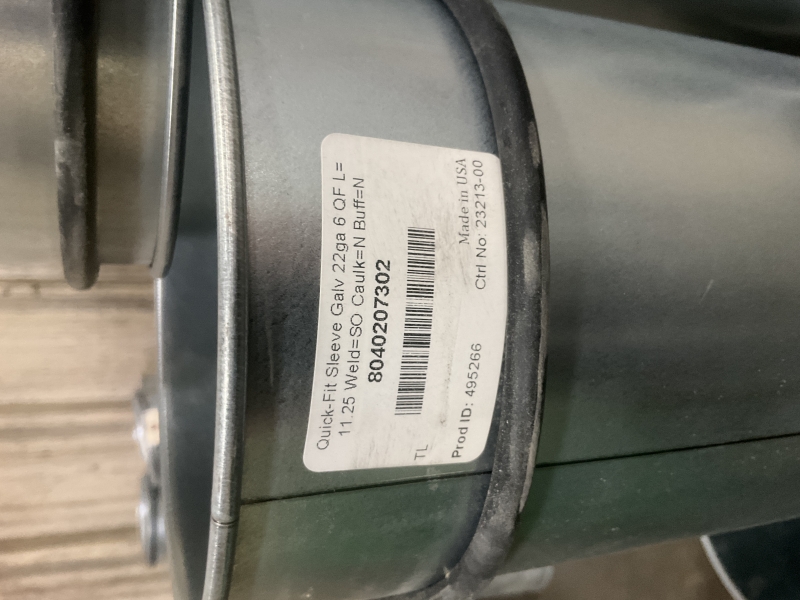 Quick-Fit Sleeve Galv 22ga 6 QF L=
11.25 Weld=SO Caulk=N Buff=N
8040207302
TL
Made in USA
Prod ID: 495266 Ctrl No: 23213-00